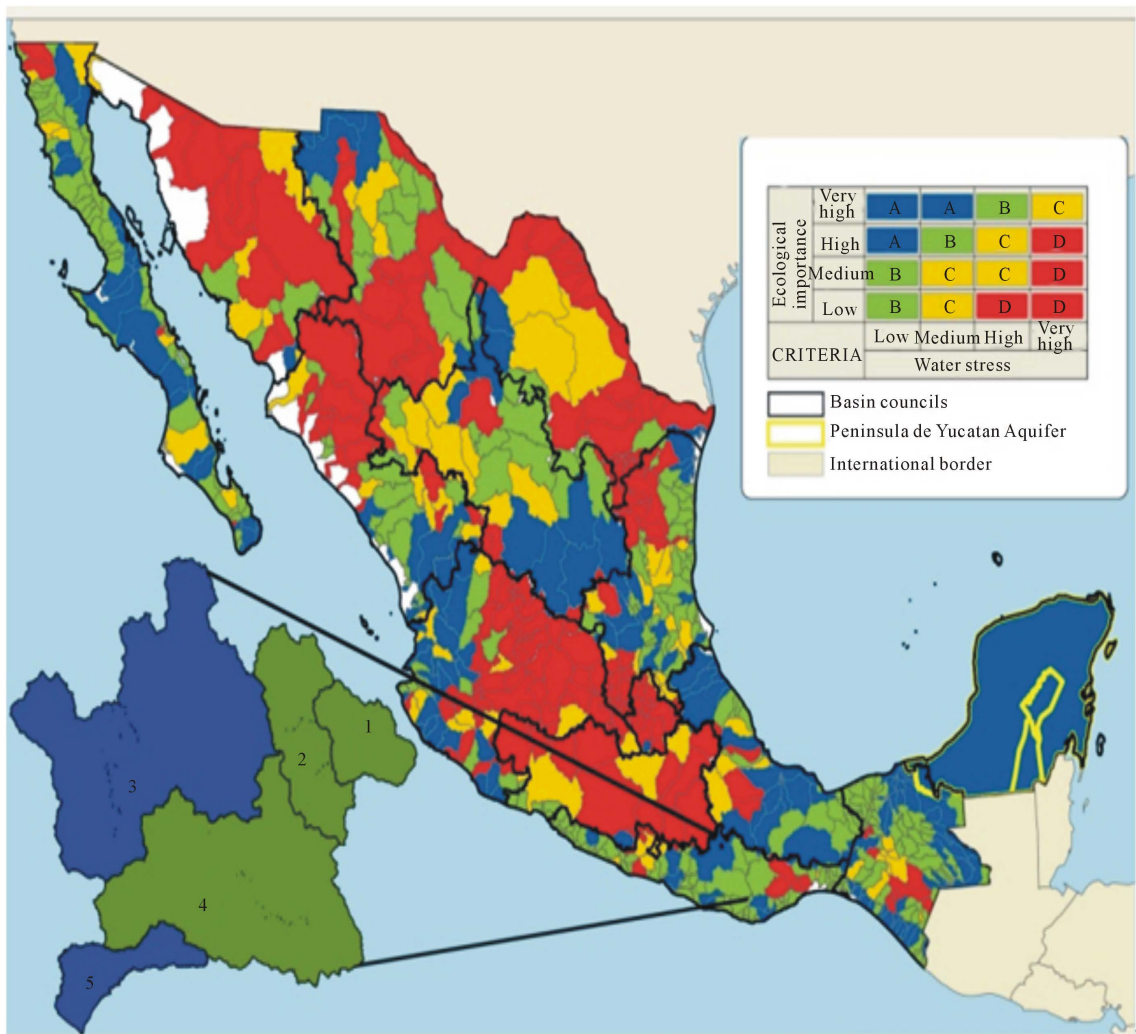 Ecological importance
Very high A A B C
High A B C D
Medium B C C D
Low B C D D
CRITERIA
Low Medium High Very high
Water stress
Basin councils
Peninsula de Yucatan Aquifer
International border
1
2
3
4
5